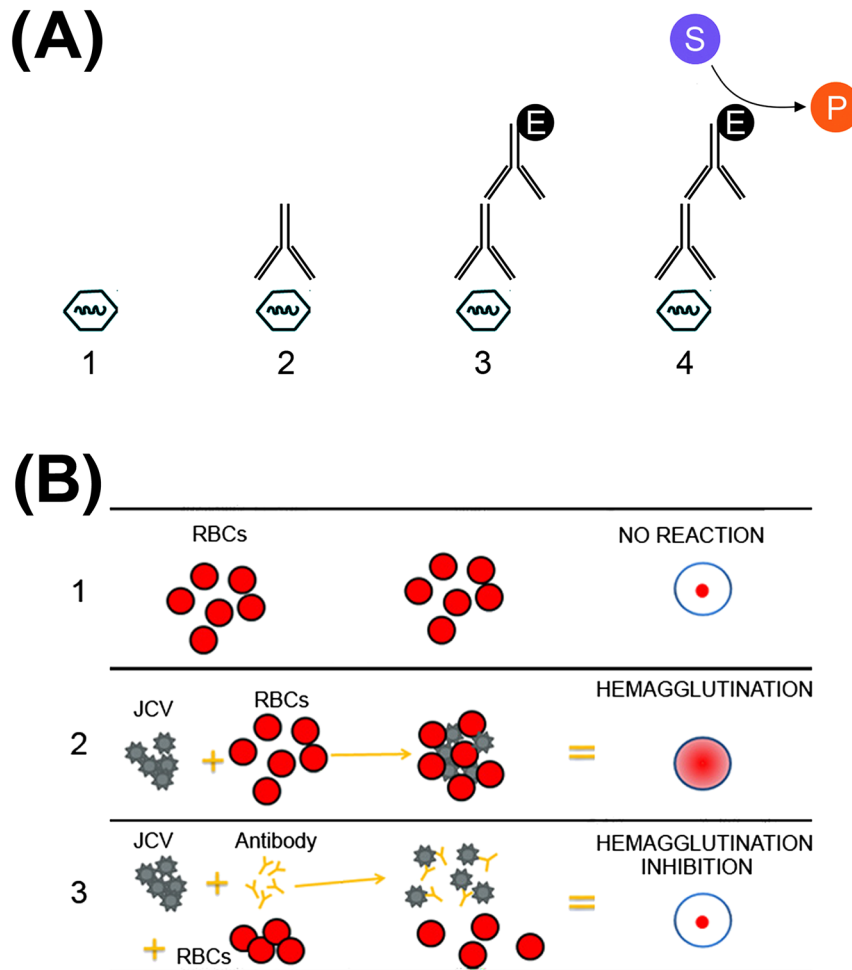 (A)
S
P
E
E
1
2
3
4
(B)
RBCs
NO REACTION
1
HEMAGGLUTINATION
JCV
RBCs
2
+
=
JCV
Antibody
HEMAGGLUTINATION
INHIBITION
3
+
=
+
RBCs